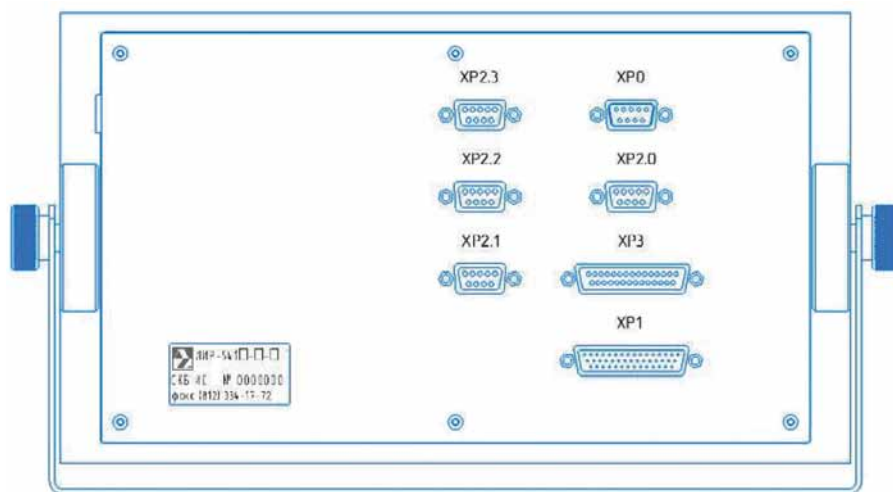 XP2.3 XP0
XP2.2 XP2.0
XP2.1 XP3
XP1
ЛИР-541□-□-□
СКБ ИС № 0000000
факс (812) 334-17-72